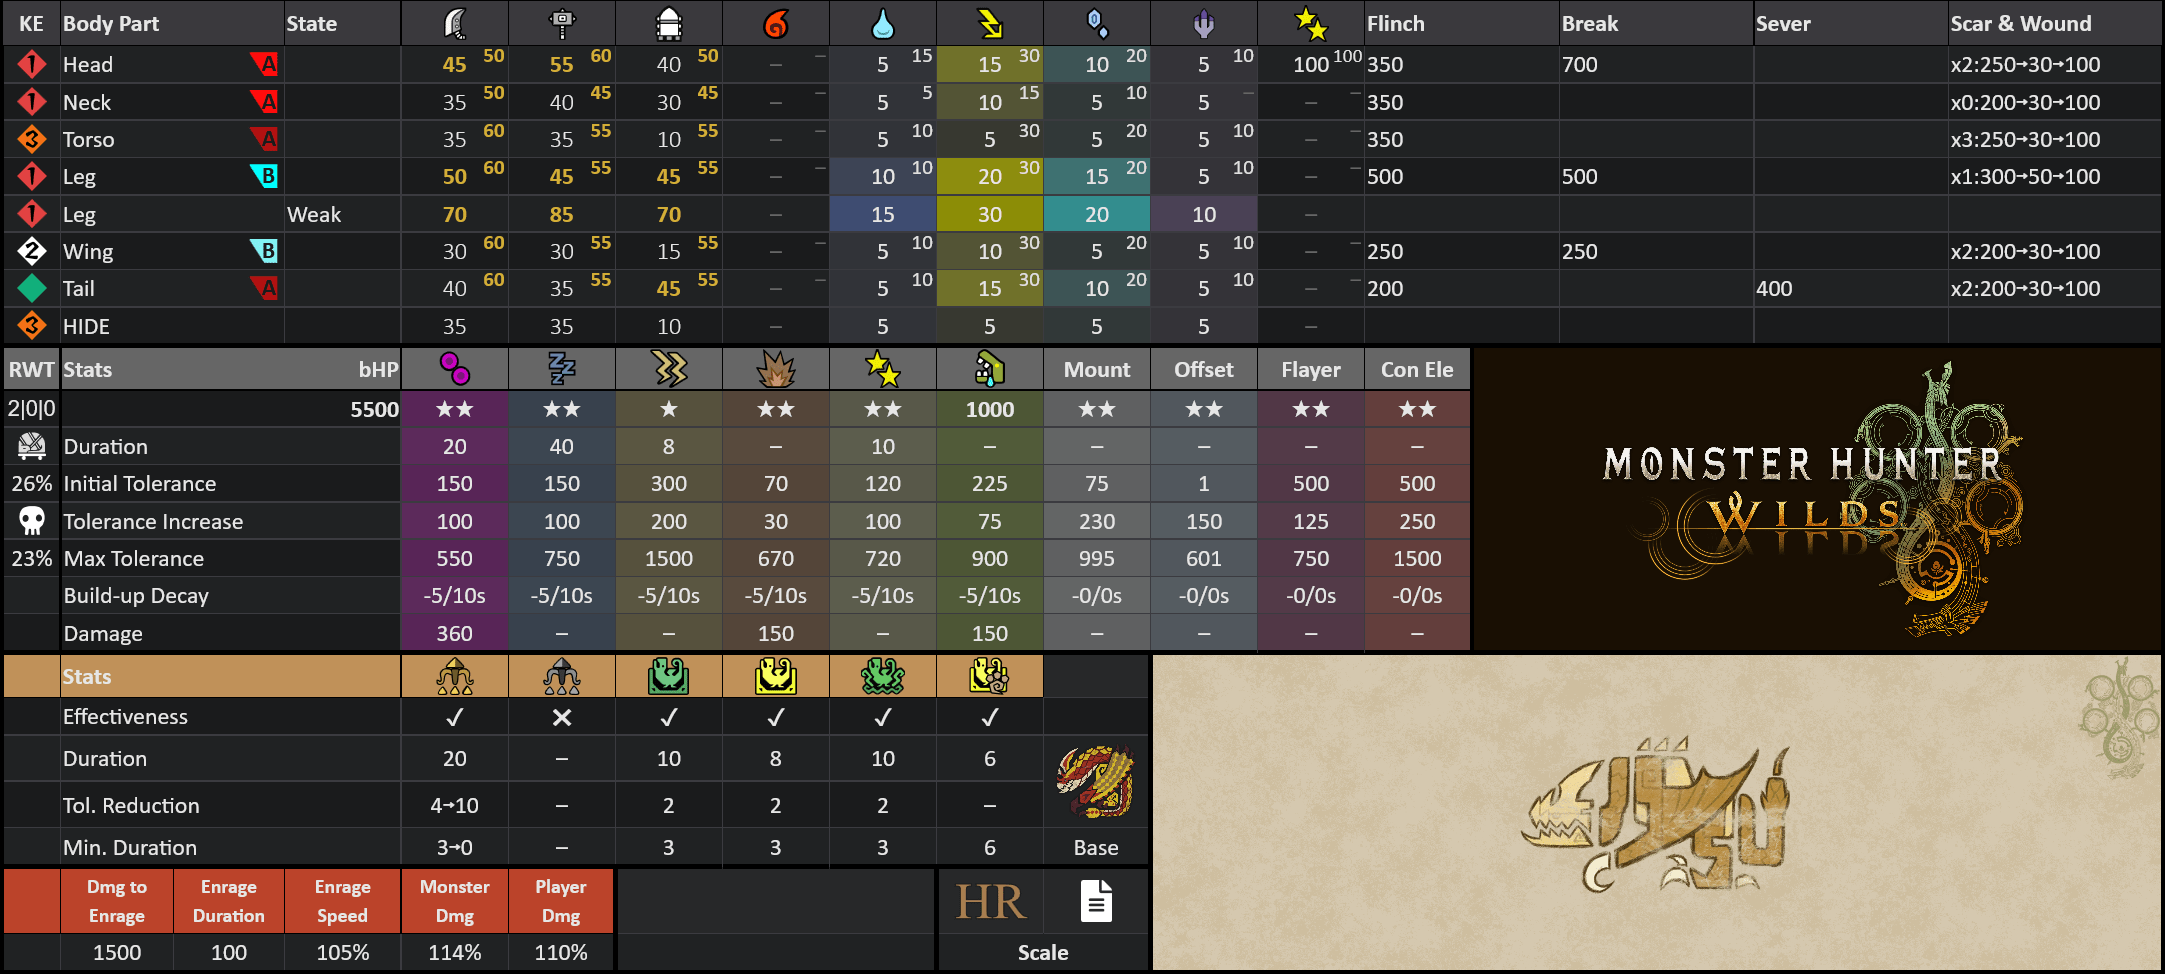 KE Body Part State Flinch Break Sever Scar & Wound
1 Head A 45 50 55 60 40 50 – – 5 15 15 30 10 20 5 10 100 100 350 700 x2:250→30→100
1 Neck A 35 50 40 45 30 45 – – 5 5 10 15 5 10 5 – – – 350 x0:200→30→100
3 Torso A 35 60 35 55 10 55 – – 5 10 5 30 5 20 5 10 – – 350 x3:250→30→100
1 Leg B 50 60 45 55 45 55 – – 10 10 20 30 15 20 5 10 – – 500 500 x1:300→50→100
1 Leg Weak 70 85 70 – 15 30 20 10 –
2 Wing B 30 60 30 55 15 55 – – 5 10 10 30 5 20 5 10 – – 250 250 x2:200→30→100
Tail A 40 60 35 55 45 55 – – 5 10 15 30 10 20 5 10 – – 200 400 x2:200→30→100
3 HIDE 35 35 10 – 5 5 5 5 –
RWT Stats bHP Mount Offset Flayer Con Ele
2|0|0 5500 ★★ ★★ ★ ★★ ★★ 1000 ★★ ★★ ★★ ★★
Duration 20 40 8 – 10 – – – – –
26% Initial Tolerance 150 150 300 70 120 225 75 1 500 500
Tolerance Increase 100 100 200 30 100 75 230 150 125 250
23% Max Tolerance 550 750 1500 670 720 900 995 601 750 1500
Build-up Decay -5/10s -5/10s -5/10s -5/10s -5/10s -5/10s -0/0s -0/0s -0/0s -0/0s
Damage 360 – – 150 – 150 – – – –
MONSTER HUNTER
WILDS
Stats
Effectiveness ✓ ✕ ✓ ✓ ✓ ✓
Duration 20 – 10 8 10 6
Tol. Reduction 4→10 – 2 2 2 –
Min. Duration 3→0 – 3 3 3 6 Base
Dmg to Enrage Monster Player
Enrage Duration Speed Dmg Dmg
Enrage
HR
1500 100 105% 114% 110% Scale